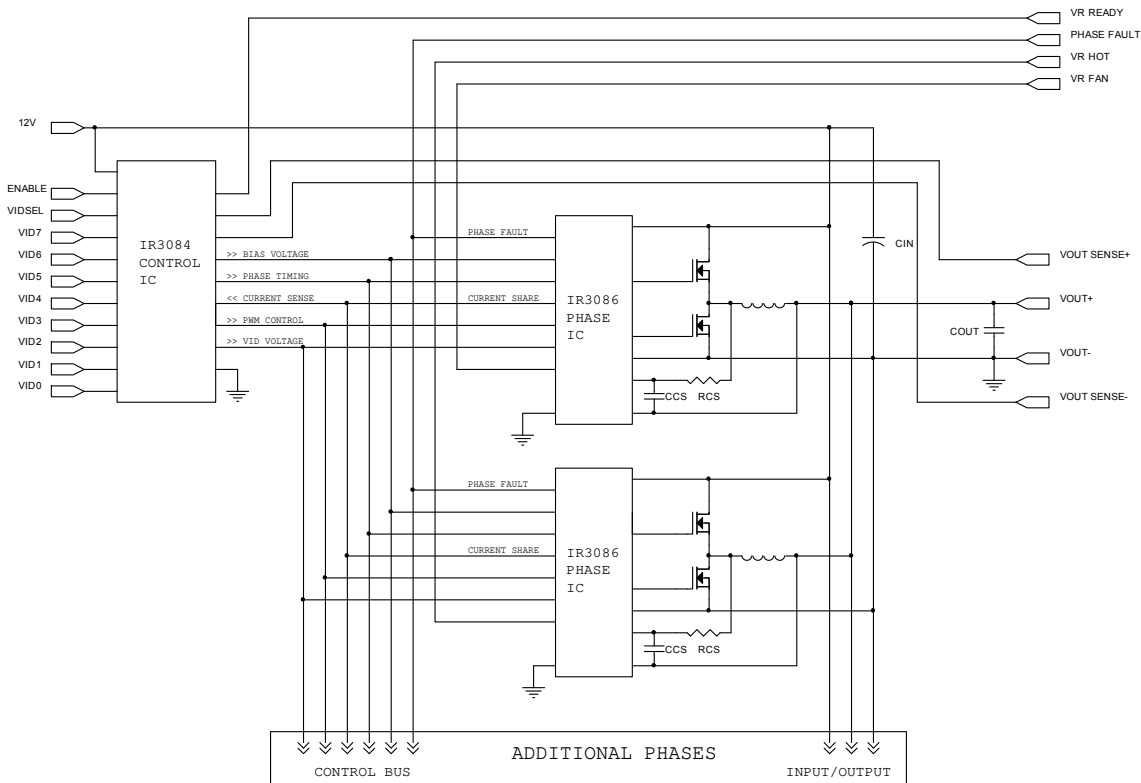 VR READY
PHASE FAULT
VR HOT
VR FAN
12V
ENABLE
VIDSEL
VID7
VID6
VID5
VID4
VID3
VID2
VID1
VID0
IR3084
CONTROL
IC
>> BIAS VOLTAGE
>> PHASE TIMING
<< CURRENT SENSE
>> PWM CONTROL
>> VID VOLTAGE
PHASE FAULT
CURRENT SHARE
IR3086
PHASE
IC
CCS
RCS
CIN
COUT
VOUT SENSE+
VOUT+
VOUT-
VOUT SENSE-
PHASE FAULT
CURRENT SHARE
IR3086
PHASE
IC
CCS
RCS
ADDITIONAL PHASES
CONTROL BUS
INPUT/OUTPUT